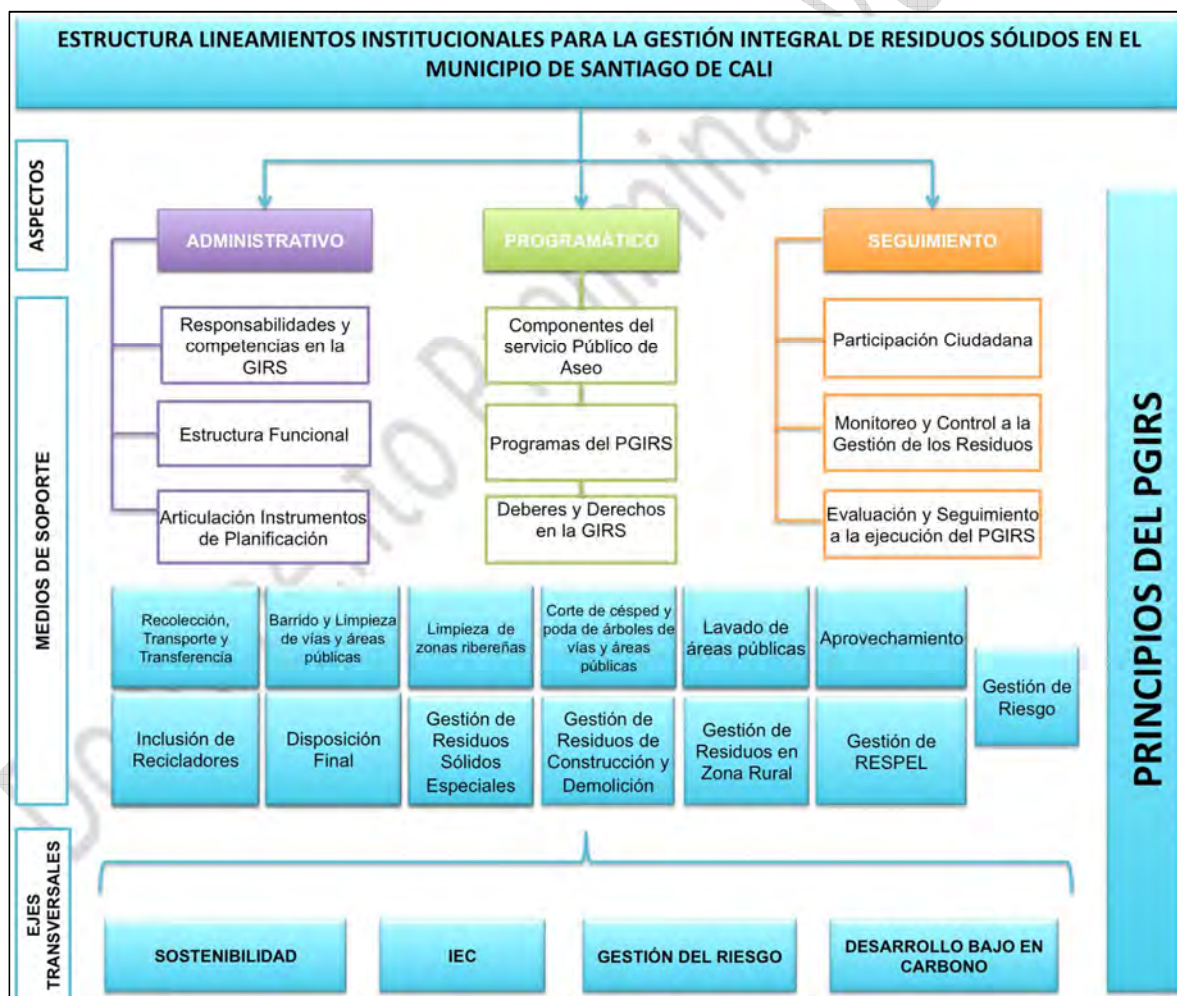 ESTRUCTURA LINEAMIENTOS INSTITUCIONALES PARA LA GESTIÓN INTEGRAL DE RESIDUOS SÓLIDOS EN EL
MUNICIPIO DE SANTIAGO DE CALI
ASPECTOS
ADMINISTRATIVO
PROGRAMÁTICO
SEGUIMIENTO
MEDIOS DE SOPORTE
Responsabilidades y
competencias en la
GIRS
Estructura Funcional
Articulación Instrumentos
de Planificación
Componentes del
servicio Público de
Aseo
Programas del PGIRS
Deberes y Derechos
en la GIRS
Participación Ciudadana
Monitoreo y Control a la
Gestión de los Residuos
Evaluación y Seguimiento
a la ejecución del PGIRS
Recolección,
Transporte y
Transferencia
Barrido y Limpieza
de vías y áreas
públicas
Limpieza de
zonas ribereñas
Corte de césped y
poda de árboles de
vías y áreas
públicas
Lavado de
áreas públicas
Aprovechamiento
Gestión de
Riesgo
Inclusión de
Recicladores
Disposición
Final
Gestión de
Residuos
Sólidos
Especiales
Gestión de
Residuos de
Construcción y
Demolición
Gestión de
Residuos en
Zona Rural
Gestión de
RESPEL
EJES
TRANSVERSALES
SOSTENIBILIDAD
IEC
GESTIÓN DEL RIESGO
DESARROLLO BAJO EN
CARBONO
PRINCIPIOS DEL PGIRS